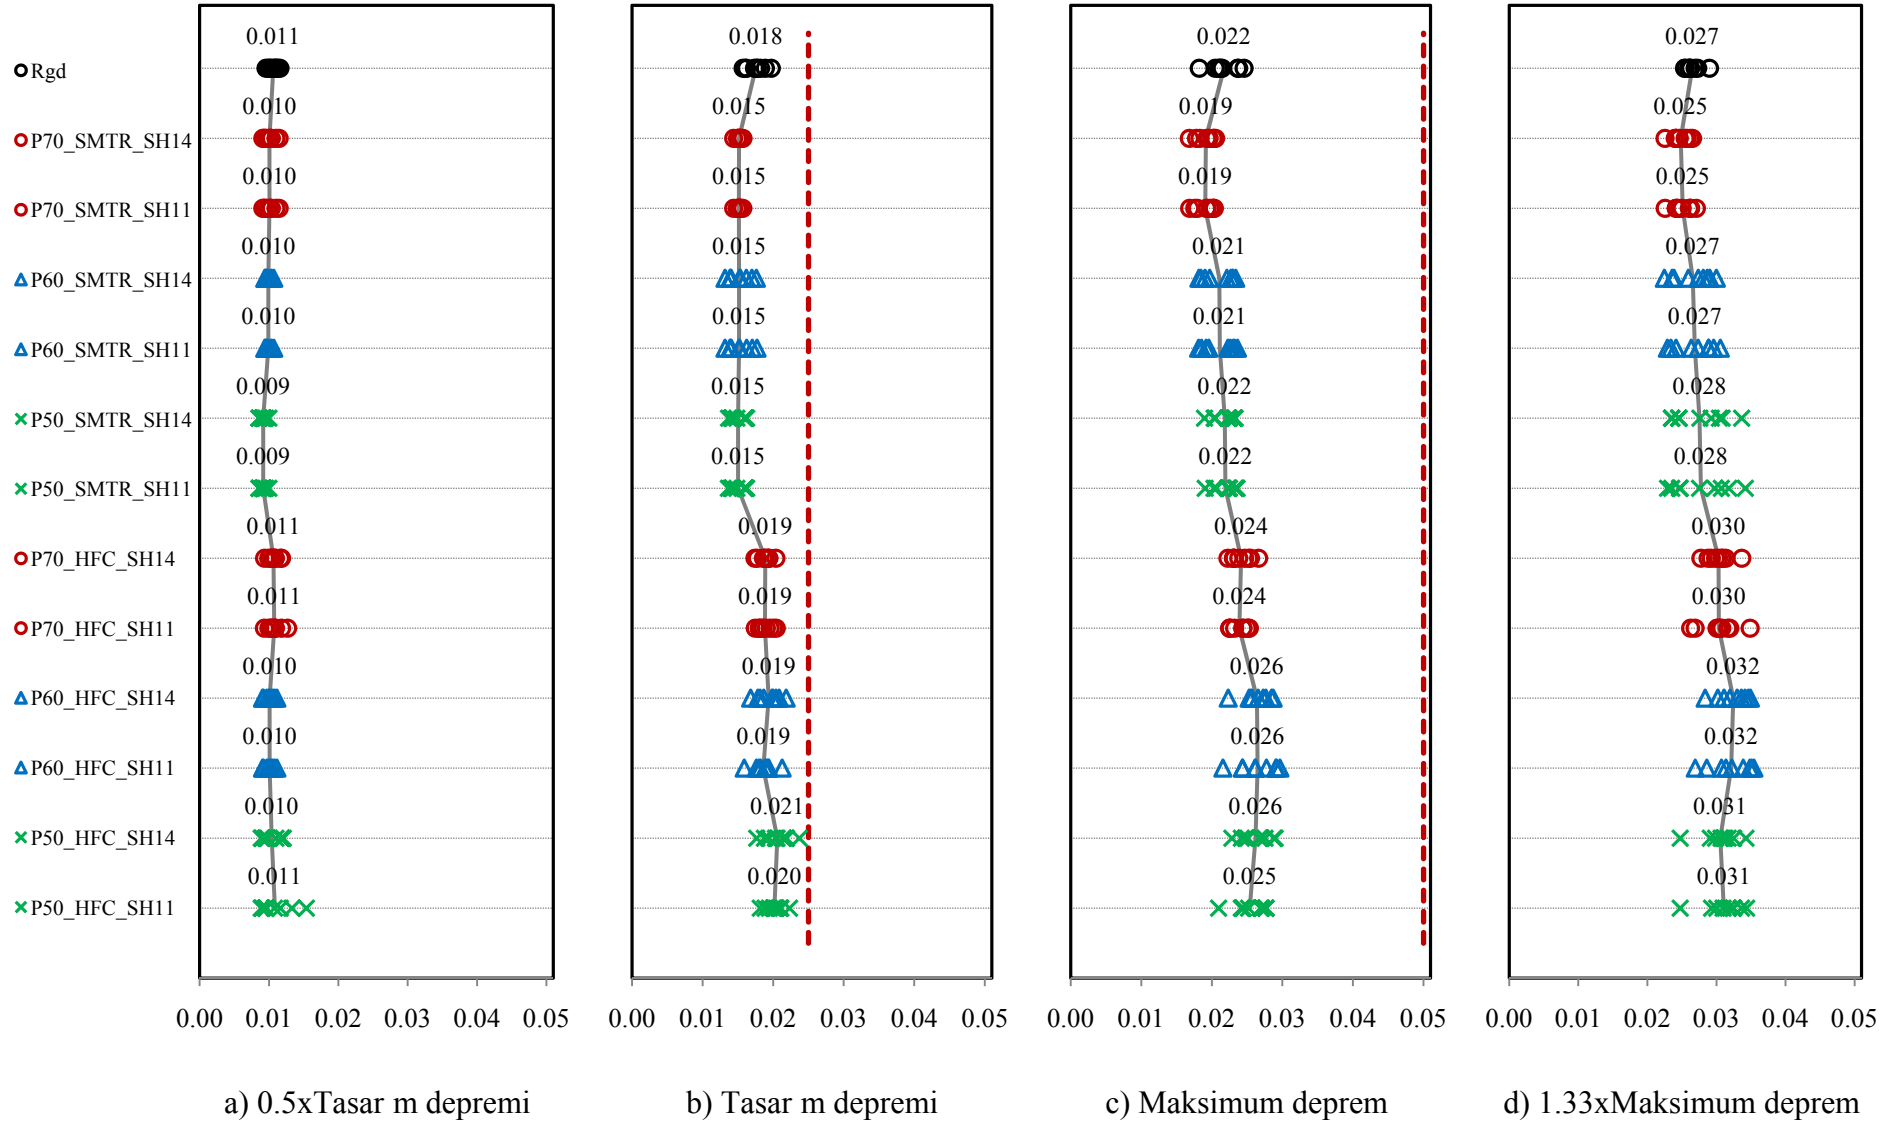 0.011 0.018 0.022 0.027
Rgd
0.010 0.015 0.019 0.025
P70_SMTR_SH14
0.010 0.015 0.019 0.025
P70_SMTR_SH11
0.010 0.015 0.021 0.027
P60_SMTR_SH14
0.010 0.015 0.021 0.027
P60_SMTR_SH11
0.009 0.015 0.022 0.028
P50_SMTR_SH14
0.009 0.015 0.022 0.028
P50_SMTR_SH11
0.011 0.019 0.024 0.030
P70_HFC_SH14
0.011 0.019 0.024 0.030
P70_HFC_SH11
0.010 0.019 0.026 0.032
P60_HFC_SH14
0.010 0.019 0.026 0.032
P60_HFC_SH11
0.010 0.021 0.026 0.031
P50_HFC_SH14
0.011 0.020 0.025 0.031
P50_HFC_SH11
0.00 0.01 0.02 0.03 0.04 0.05 0.00 0.01 0.02 0.03 0.04 0.05 0.00 0.01 0.02 0.03 0.04 0.05 0.00 0.01 0.02 0.03 0.04 0.05
a) 0.5xTasar m depremi b) Tasar m depremi c) Maksimum deprem d) 1.33xMaksimum deprem